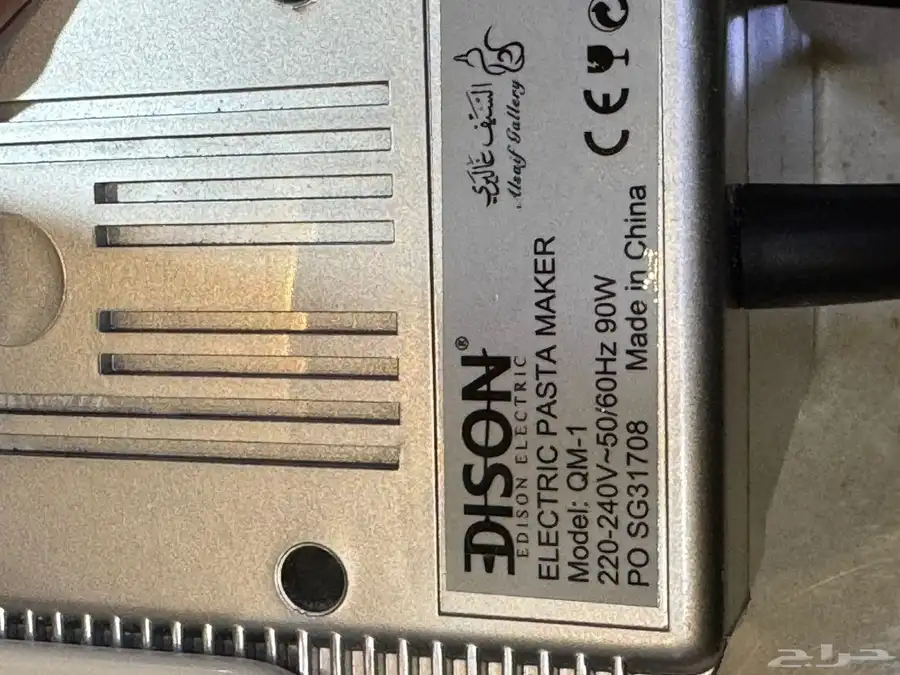 EDISON®
EDISON ELECTRIC
ELECTRIC PASTA MAKER
Model: QM-1
220-240V~50/60Hz 90W
PO SG31708 Made in China
السيف غاليري
Alsaif Gallery
CE
حراج